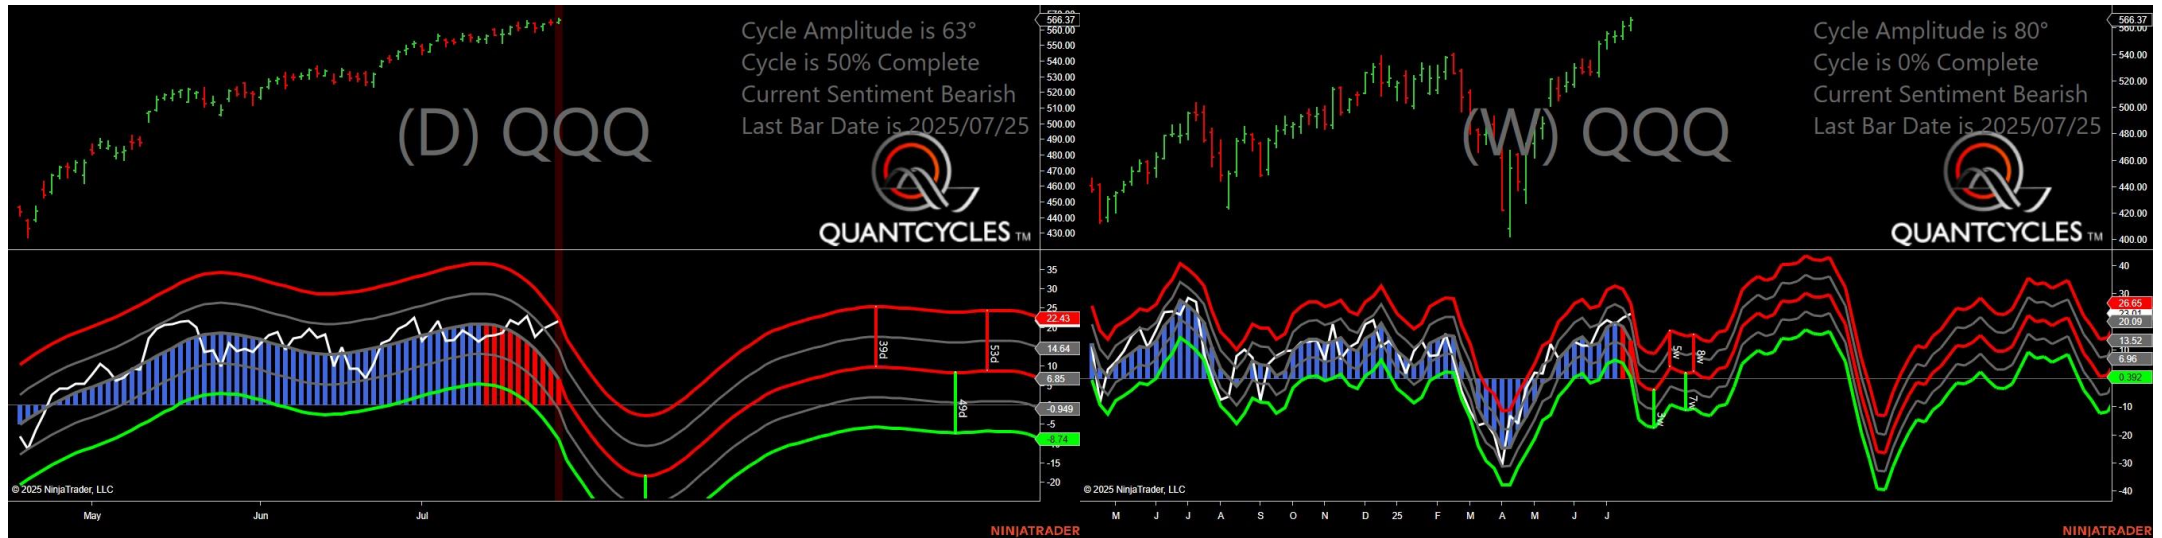 Cycle Amplitude is 63°
Cycle is 50% Complete
Current Sentiment Bearish
Last Bar Date is 2025/07/25
(D) QQQ
QUANTCYCLES TM
566.37
560.00
550.00
540.00
530.00
520.00
510.00
500.00
490.00
480.00
470.00
460.00
450.00
440.00
430.00
35
30
25
22.43
20
14.64
10
6.85
-0.949
-5
-8.74
-15
-20
39d
49d
53d
© 2025 NinjaTrader, LLC
May Jun Jul
NINJATRADER
Cycle Amplitude is 80°
Cycle is 0% Complete
Current Sentiment Bearish
Last Bar Date is 2025/07/25
(W) QQQ
QUANTCYCLES TM
566.37
560.00
540.00
520.00
500.00
480.00
460.00
440.00
420.00
400.00
40
30
26.65
20.09
13.52
10
6.96
0.392
-10
-20
-30
-40
3w
5w
7w
8w
© 2025 NinjaTrader, LLC
M J J A S O N D 25 F M A M J J
NINJATRADER